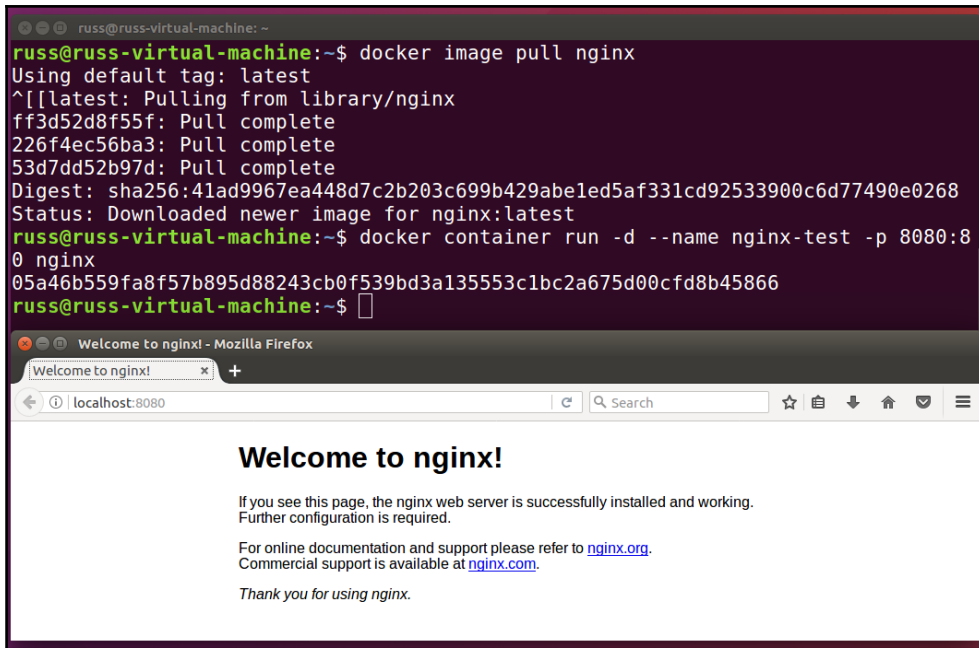 russ@russ-virtual-machine: ~
russ@russ-virtual-machine:~$ docker image pull nginx
Using default tag: latest
^[[latest: Pulling from library/nginx
ff3d52d8f55f: Pull complete
226f4ec56ba3: Pull complete
53d7dd52b97d: Pull complete
Digest: sha256:41ad9967ea448d7c2b203c699b429abe1ed5af331cd92533900c6d77490e0268
Status: Downloaded newer image for nginx:latest
russ@russ-virtual-machine:~$ docker container run -d --name nginx-test -p 8080:8
0 nginx
05a46b559fa8f57b895d88243cb0f539bd3a135553c1bc2a675d00cfd8b45866
russ@russ-virtual-machine:~$
Welcome to nginx! - Mozilla Firefox
Welcome to nginx!
localhost:8080
Search
Welcome to nginx!
If you see this page, the nginx web server is successfully installed and working.
Further configuration is required.
For online documentation and support please refer to nginx.org.
Commercial support is available at nginx.com.
Thank you for using nginx.